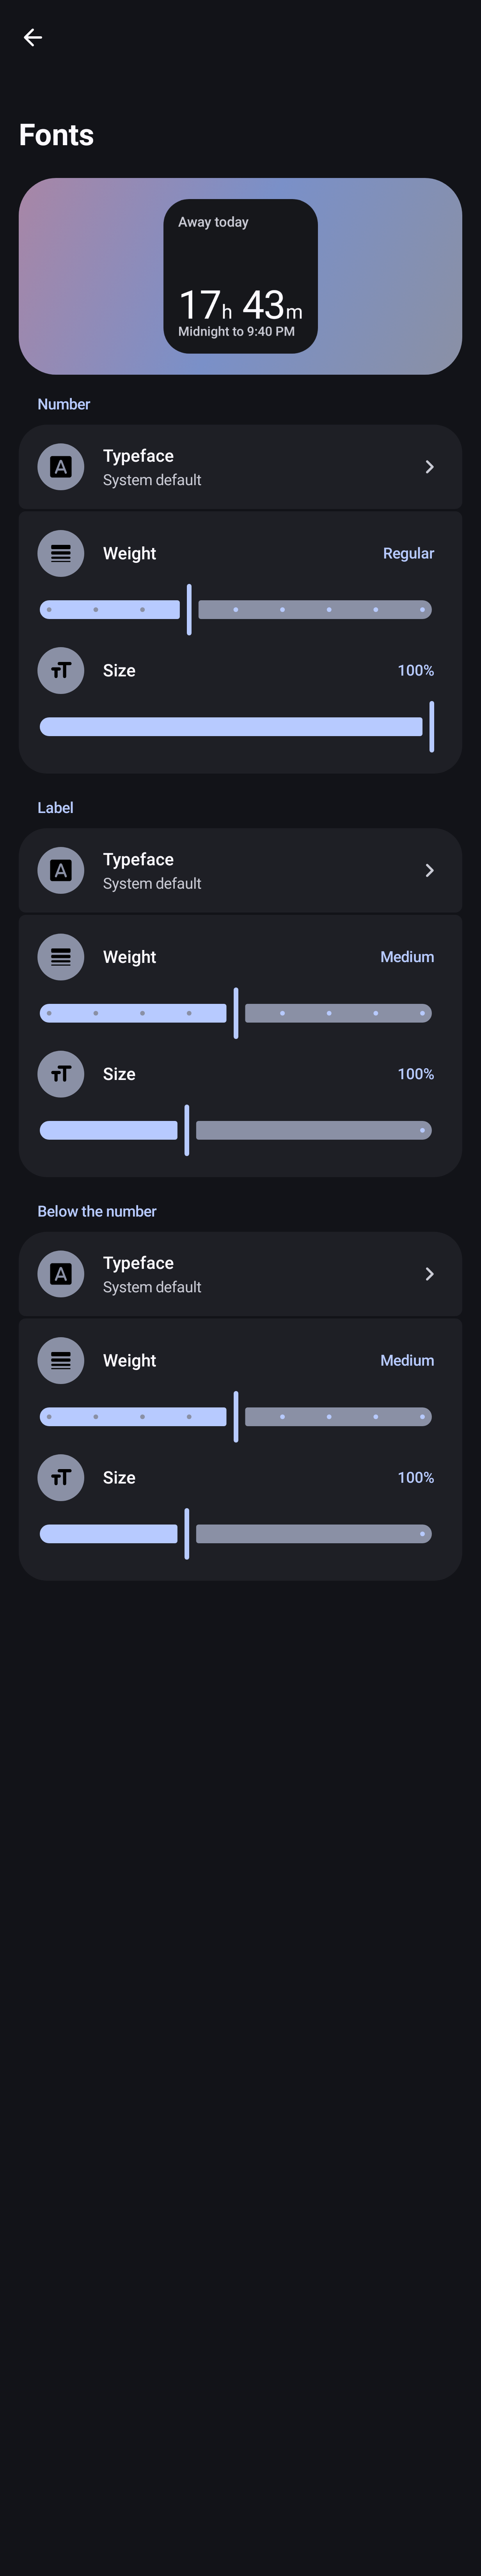 Fonts
Away today
17h 43m
Midnight to 9:40 PM
Number
Typeface
System default
Weight
Regular
Size
100%
Label
Typeface
System default
Weight
Medium
Size
100%
Below the number
Typeface
System default
Weight
Medium
Size
100%